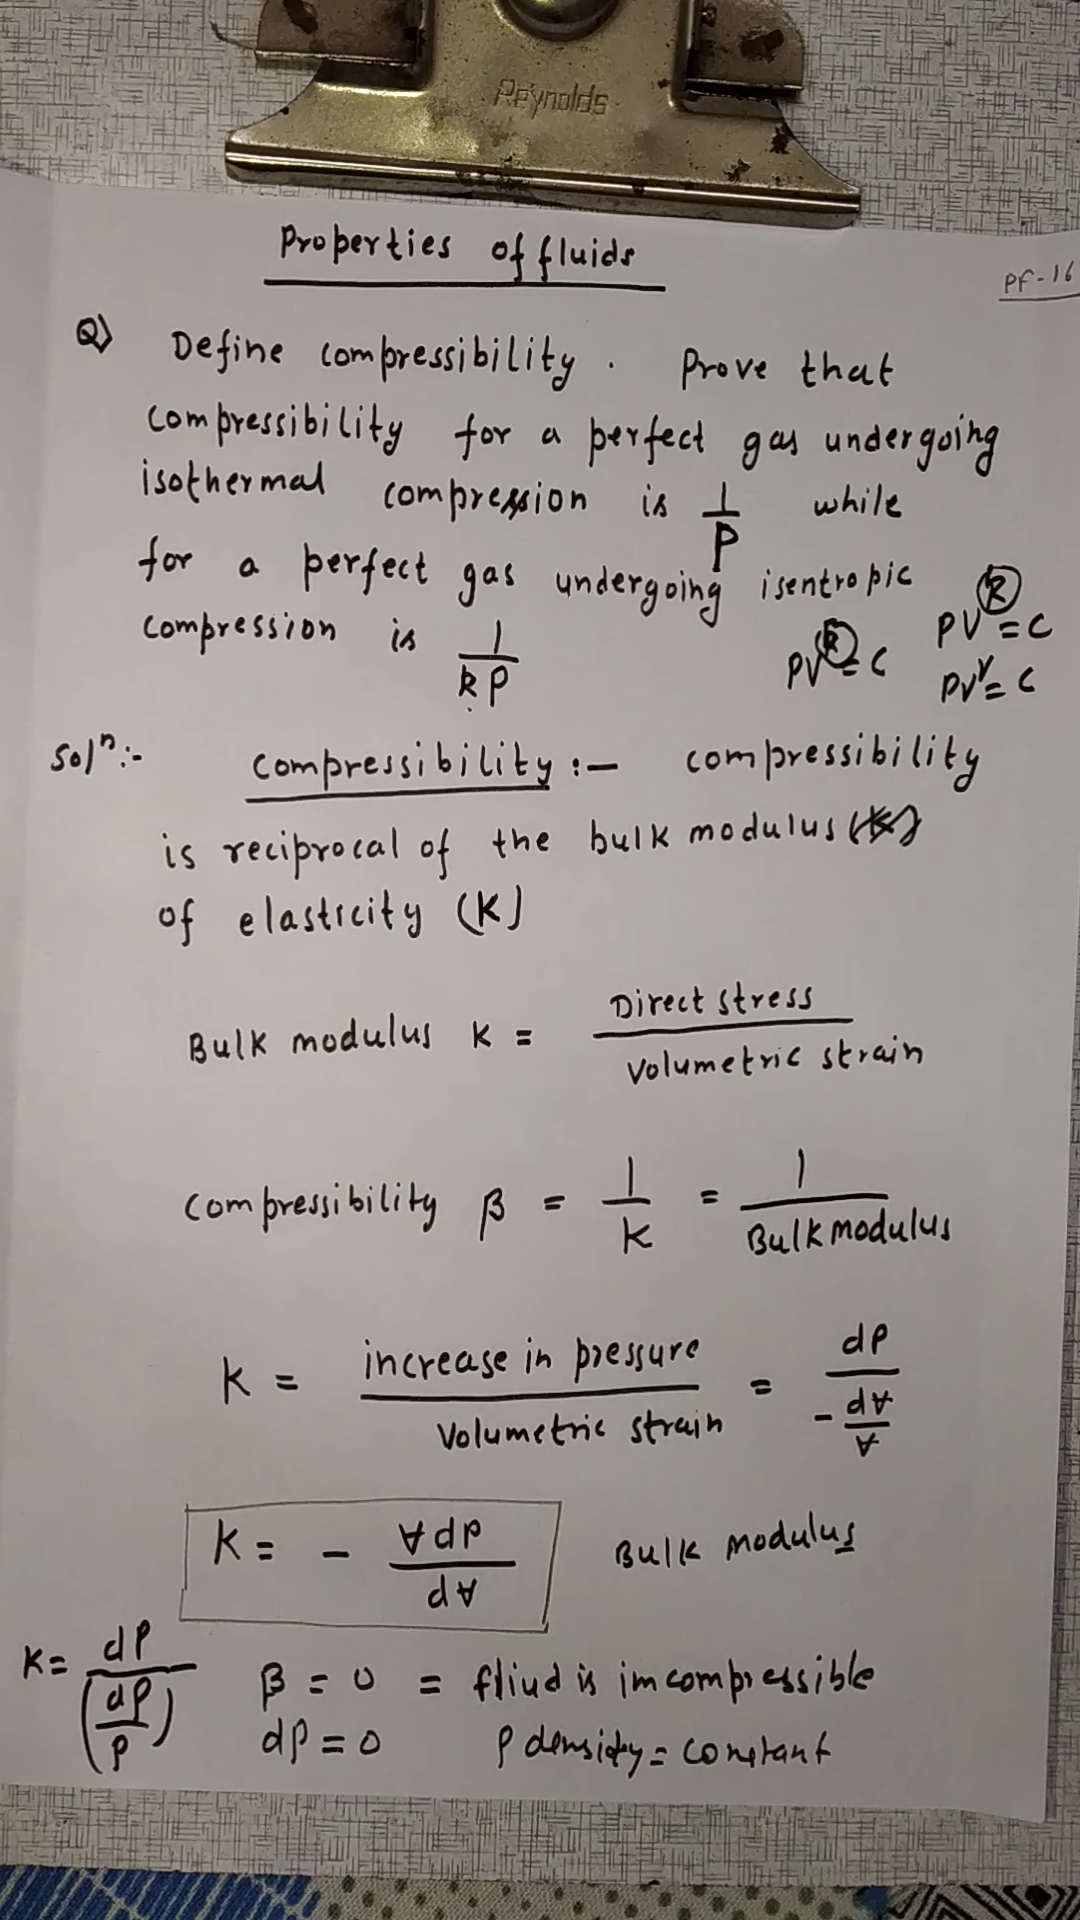 Reynolds
Properties of fluids
PF-16
Q) Define compressibility. Prove that
compressibility for a perfect gas undergoing
isothermal compression is 1/P while
for a perfect gas undergoing isentropic
compression is 1/kP
PV^k = C
PV^k = C
PV^γ = C
Solⁿ:- Compressibility :- compressibility
is reciprocal of the bulk modulus
of elasticity (K)
Bulk modulus K = Direct stress / Volumetric strain
Compressibility β = 1/K = 1/Bulk modulus
K = increase in pressure / Volumetric strain = dP / -dV/V
K = - V dP / dV Bulk modulus
K = dP / (dρ/ρ)
β = 0 = fliud is imcompressible
dρ = 0 ρ density = constant